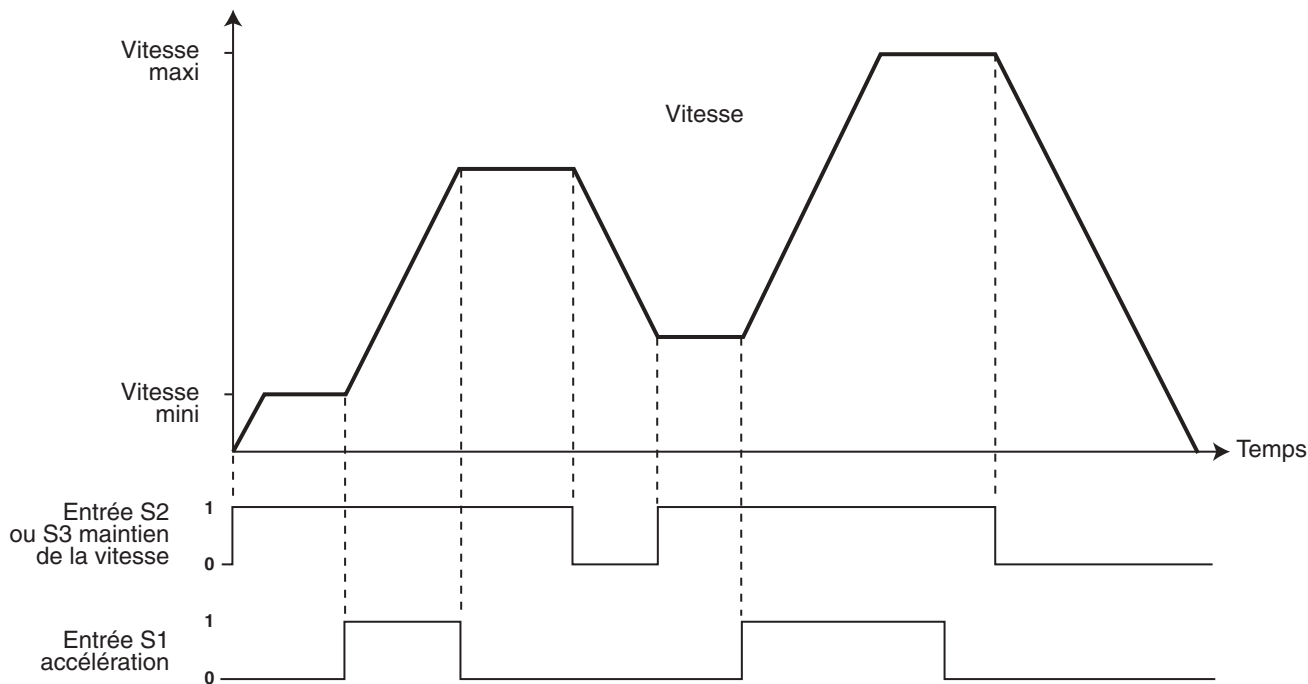 Vitesse
maxi
Vitesse
Vitesse
mini
Temps
Entrée S2
ou S3 maintien
de la vitesse
1
0
Entrée S1
accélération
1
0